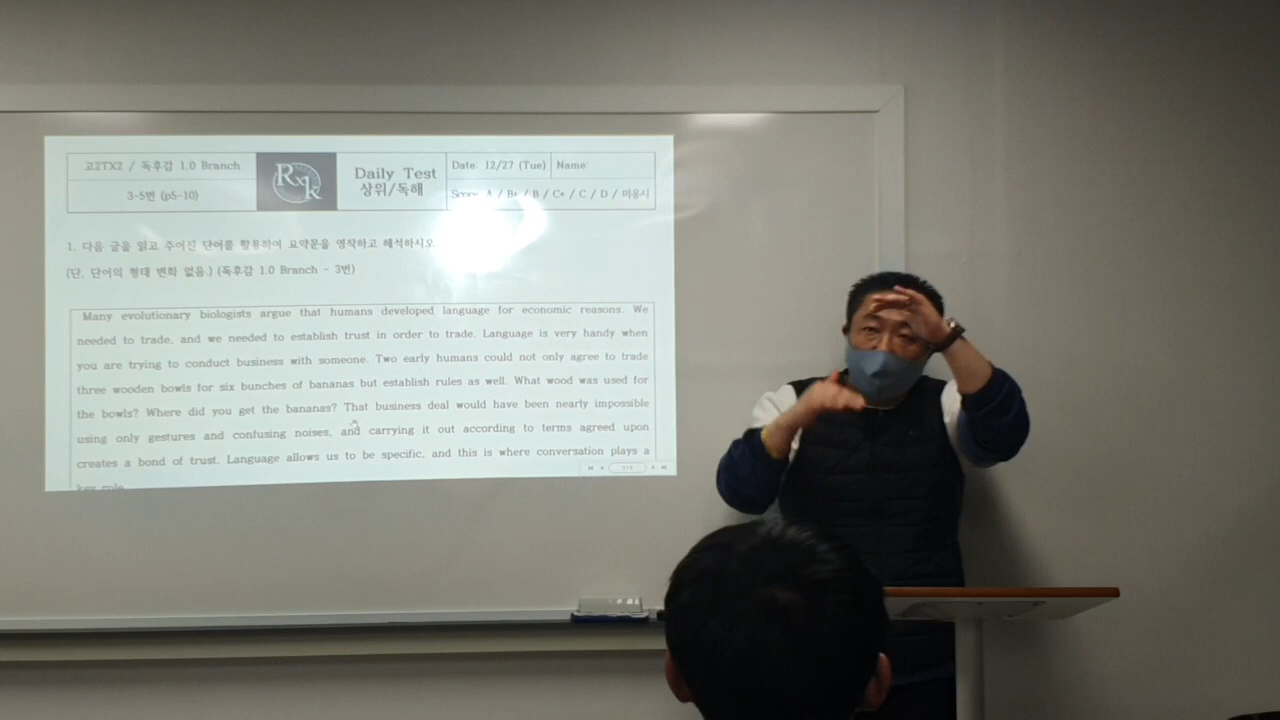 고2TX2 / 독후감 1.0 Branch
3-5번 (p5-10)
Rxk
Daily Test
상위/독해
Date: 12/27 (Tue)
Name:
Score: A / B+ / B / C+ / C / D / 미응시
1. 다음 글을 읽고 주어진 단어를 활용하여 요약문을 영작하고 해석하시오.
(단, 단어의 형태 변화 없음.) (독후감 1.0 Branch - 3번)
Many evolutionary biologists argue that humans developed language for economic reasons. We
needed to trade, and we needed to establish trust in order to trade. Language is very handy when
you are trying to conduct business with someone. Two early humans could not only agree to trade
three wooden bowls for six bunches of bananas but establish rules as well. What wood was used for
the bowls? Where did you get the bananas? That business deal would have been nearly impossible
using only gestures and confusing noises, and carrying it out according to terms agreed upon
creates a bond of trust. Language allows us to be specific, and this is where conversation plays a
key role